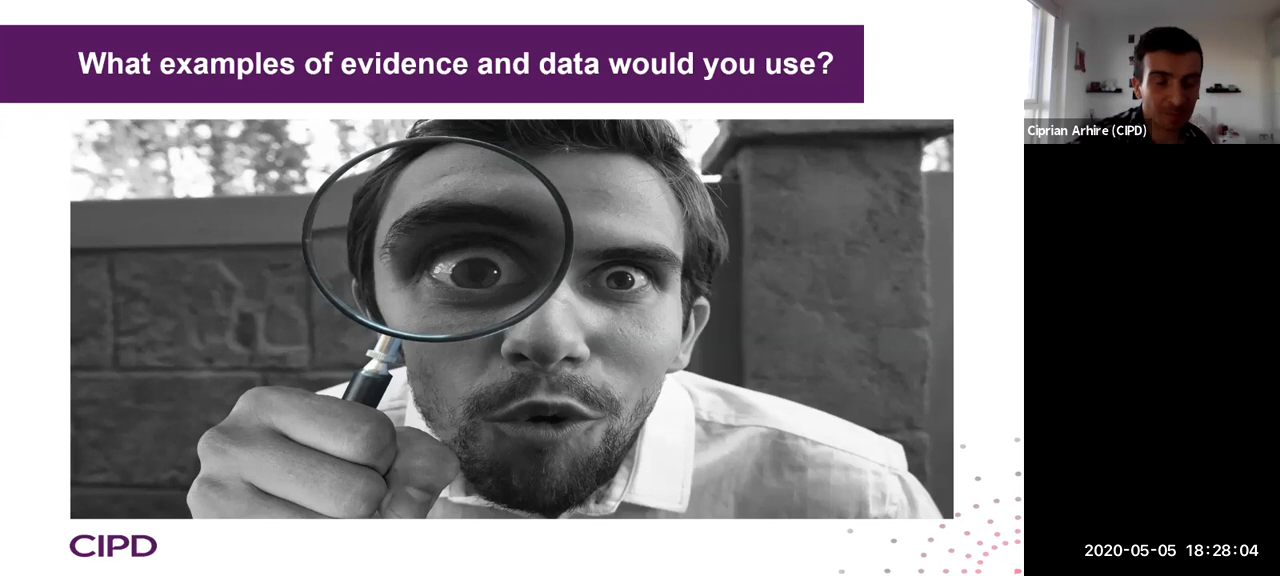 What examples of evidence and data would you use?
Ciprian Arhire (CIPD)
CIPD
2020-05-05 18:28:04